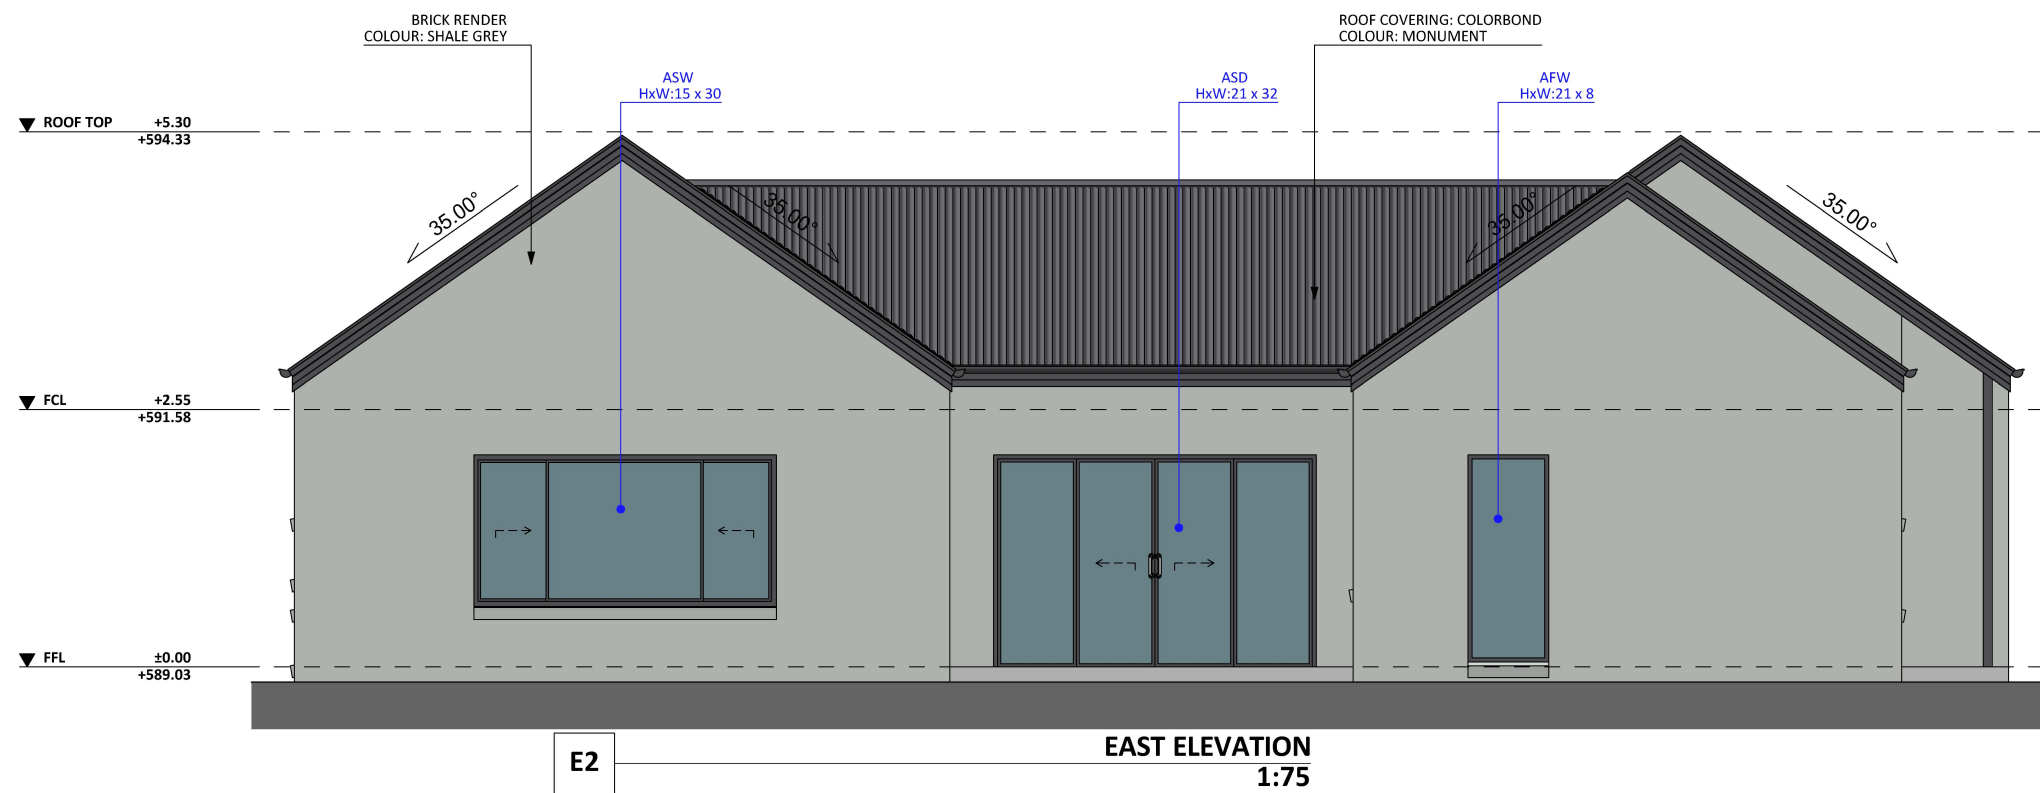 BRICK RENDER
COLOUR: SHALE GREY
ROOF COVERING: COLORBOND
COLOUR: MONUMENT
ASW
HxW:15 x 30
ASD
HxW:21 x 32
AFW
HxW:21 x 8
ROOF TOP +5.30
+594.33
35.00°
35.00°
35.00°
35.00°
FCL +2.55
+591.58
FFL ±0.00
+589.03
E2
EAST ELEVATION
1:75